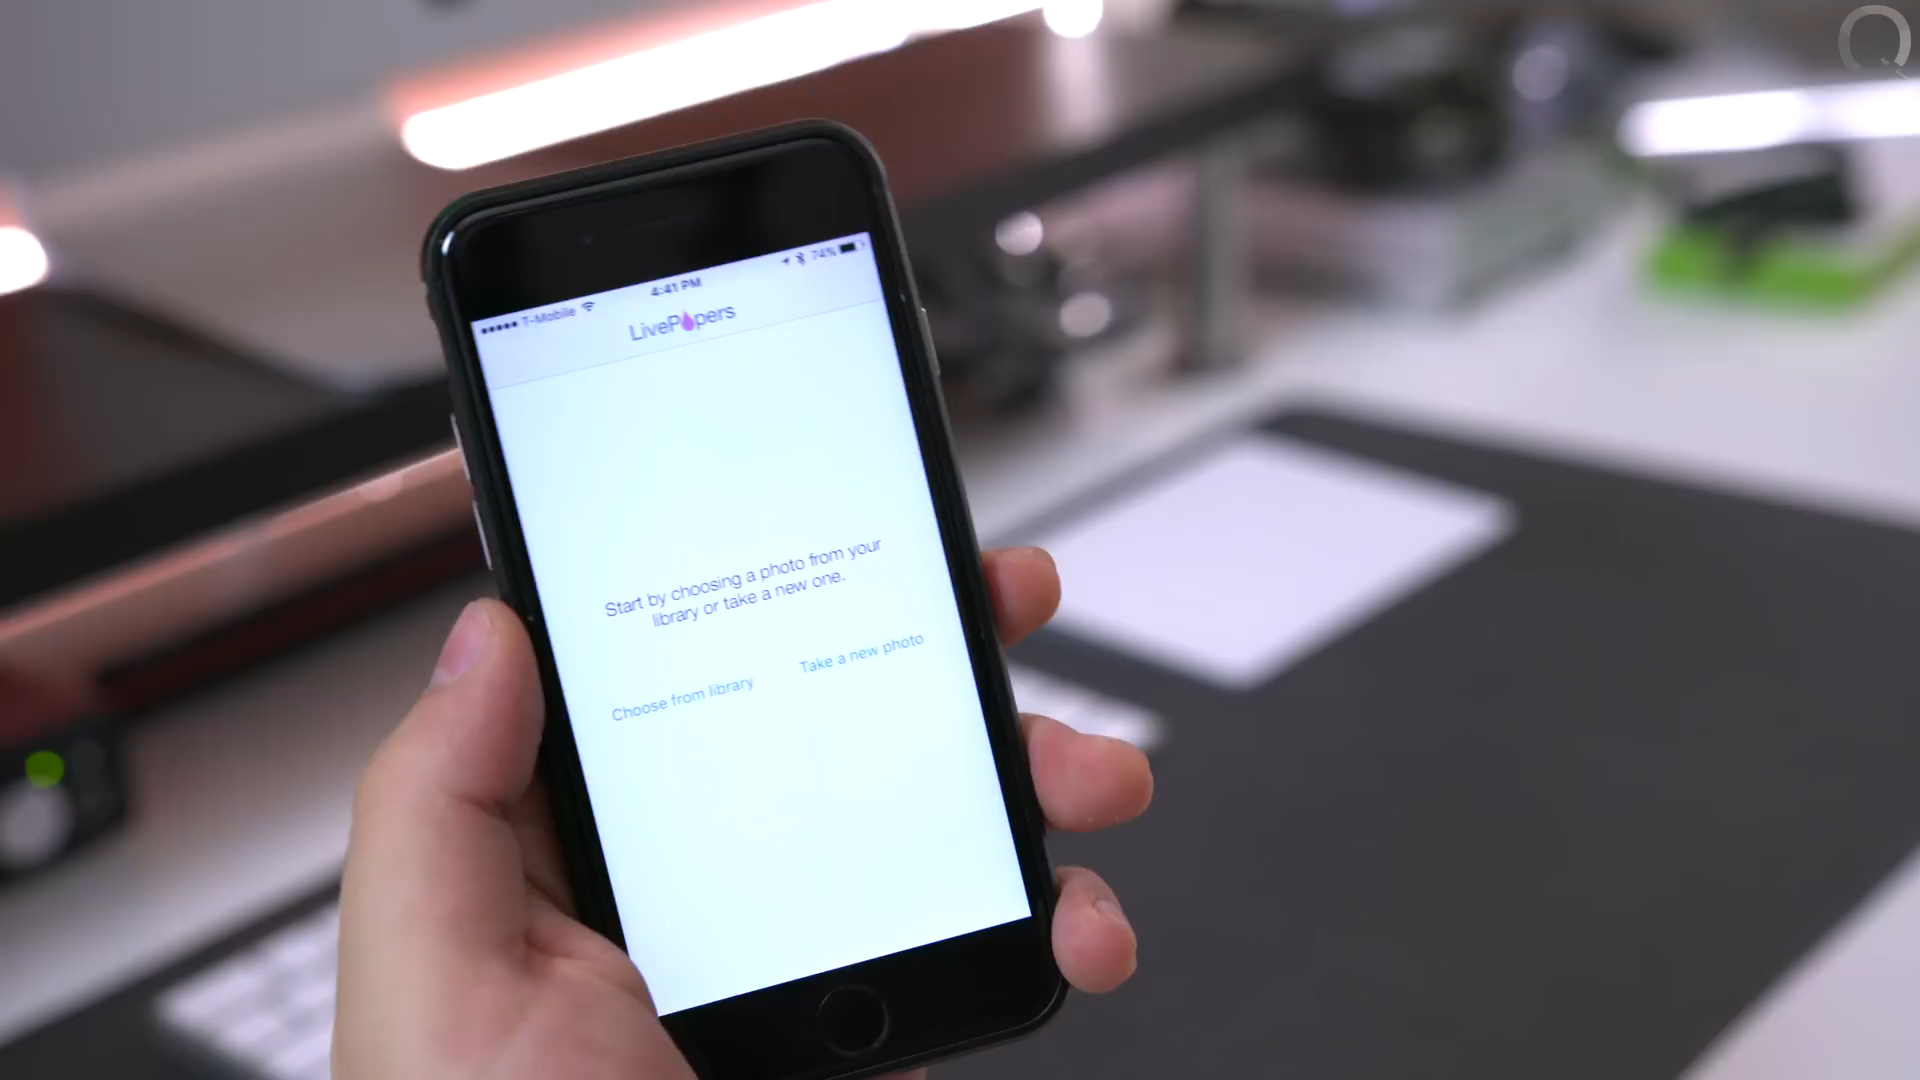 T-Mobile
4:41 PM
74%
LivePapers
Start by choosing a photo from your
library or take a new one.
Choose from library
Take a new photo